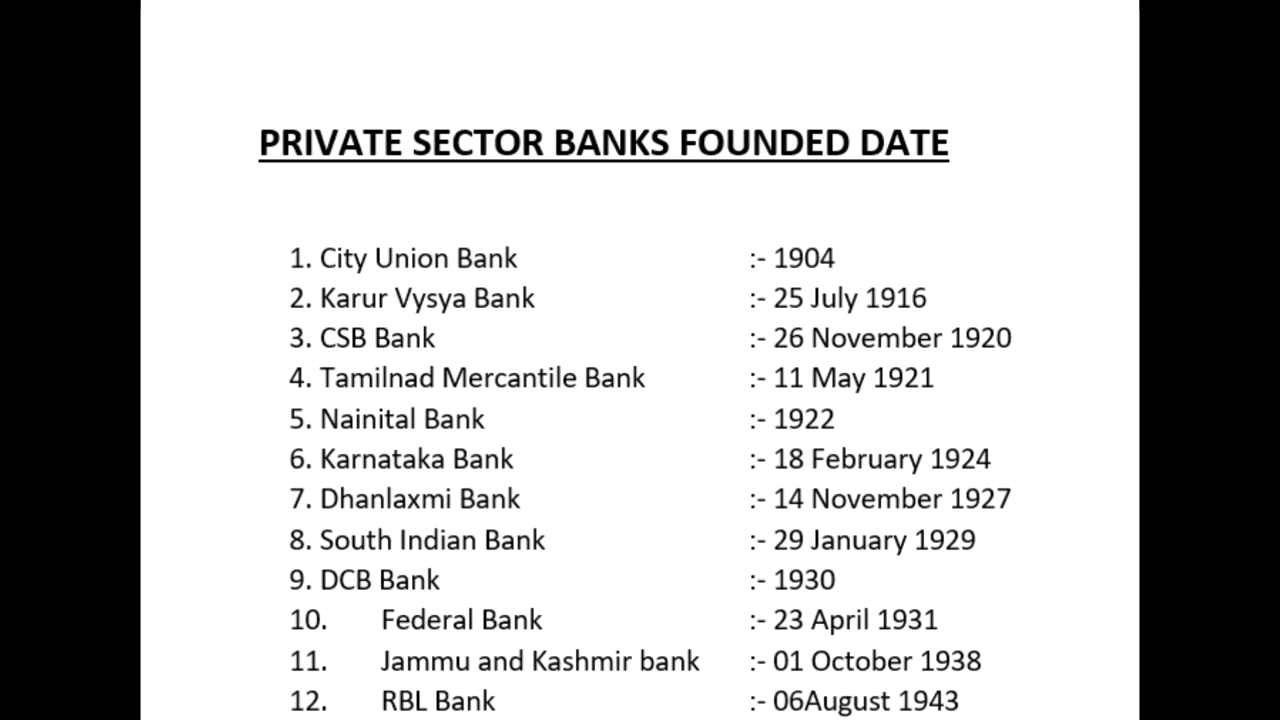 PRIVATE SECTOR BANKS FOUNDED DATE
1. City Union Bank :- 1904
2. Karur Vysya Bank :- 25 July 1916
3. CSB Bank :- 26 November 1920
4. Tamilnad Mercantile Bank :- 11 May 1921
5. Nainital Bank :- 1922
6. Karnataka Bank :- 18 February 1924
7. Dhanlaxmi Bank :- 14 November 1927
8. South Indian Bank :- 29 January 1929
9. DCB Bank :- 1930
10. Federal Bank :- 23 April 1931
11. Jammu and Kashmir bank :- 01 October 1938
12. RBL Bank :- 06August 1943